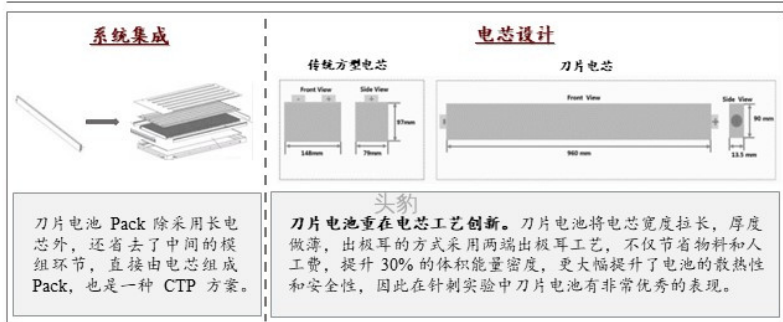 系统集成
电芯设计
传统方型电芯
刀片电芯
Front View
Side View
-
+
+
97mm
148mm
79mm
Front View
Side View
90 mm
960 mm
13.5 mm
头豹
刀片电池 Pack 除采用长电
芯外，还省去了中间的模
组环节，直接由电芯组成
Pack，也是一种 CTP 方案。
刀片电池重在电芯工艺创新。刀片电池将电芯宽度拉长，厚度
做薄，出极耳的方式采用两端出极耳工艺，不仅节省物料和人
工费，提升 30% 的体积能量密度，更大幅提升了电池的散热性
和安全性，因此在针刺实验中刀片电池有非常优秀的表现。